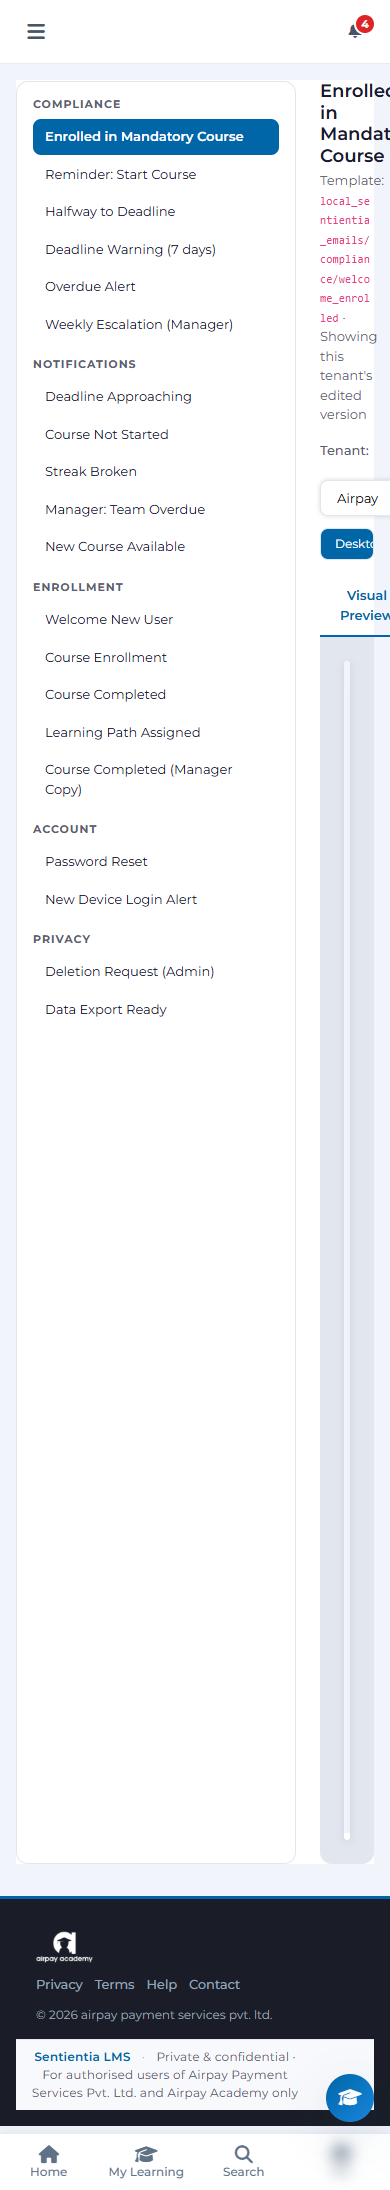 4
COMPLIANCE
Enrolled in Mandatory Course
Reminder: Start Course
Halfway to Deadline
Deadline Warning (7 days)
Overdue Alert
Weekly Escalation (Manager)
NOTIFICATIONS
Deadline Approaching
Course Not Started
Streak Broken
Manager: Team Overdue
New Course Available
ENROLLMENT
Welcome New User
Course Enrollment
Course Completed
Learning Path Assigned
Course Completed (Manager
Copy)
ACCOUNT
Password Reset
New Device Login Alert
PRIVACY
Deletion Request (Admin)
Data Export Ready
Enrolled
in
Mandat
Course
Template:
local_se
ntientia
_emails/
complian
ce/welco
me_enrol
led ·
Showing
this
tenant's
edited
version
Tenant:
Airpay
Deskto
Visual
Preview
airpay academy
Privacy Terms Help Contact
© 2026 airpay payment services pvt. ltd.
Sentientia LMS · Private & confidential ·
For authorised users of Airpay Payment
Services Pvt. Ltd. and Airpay Academy only
Home My Learning Search